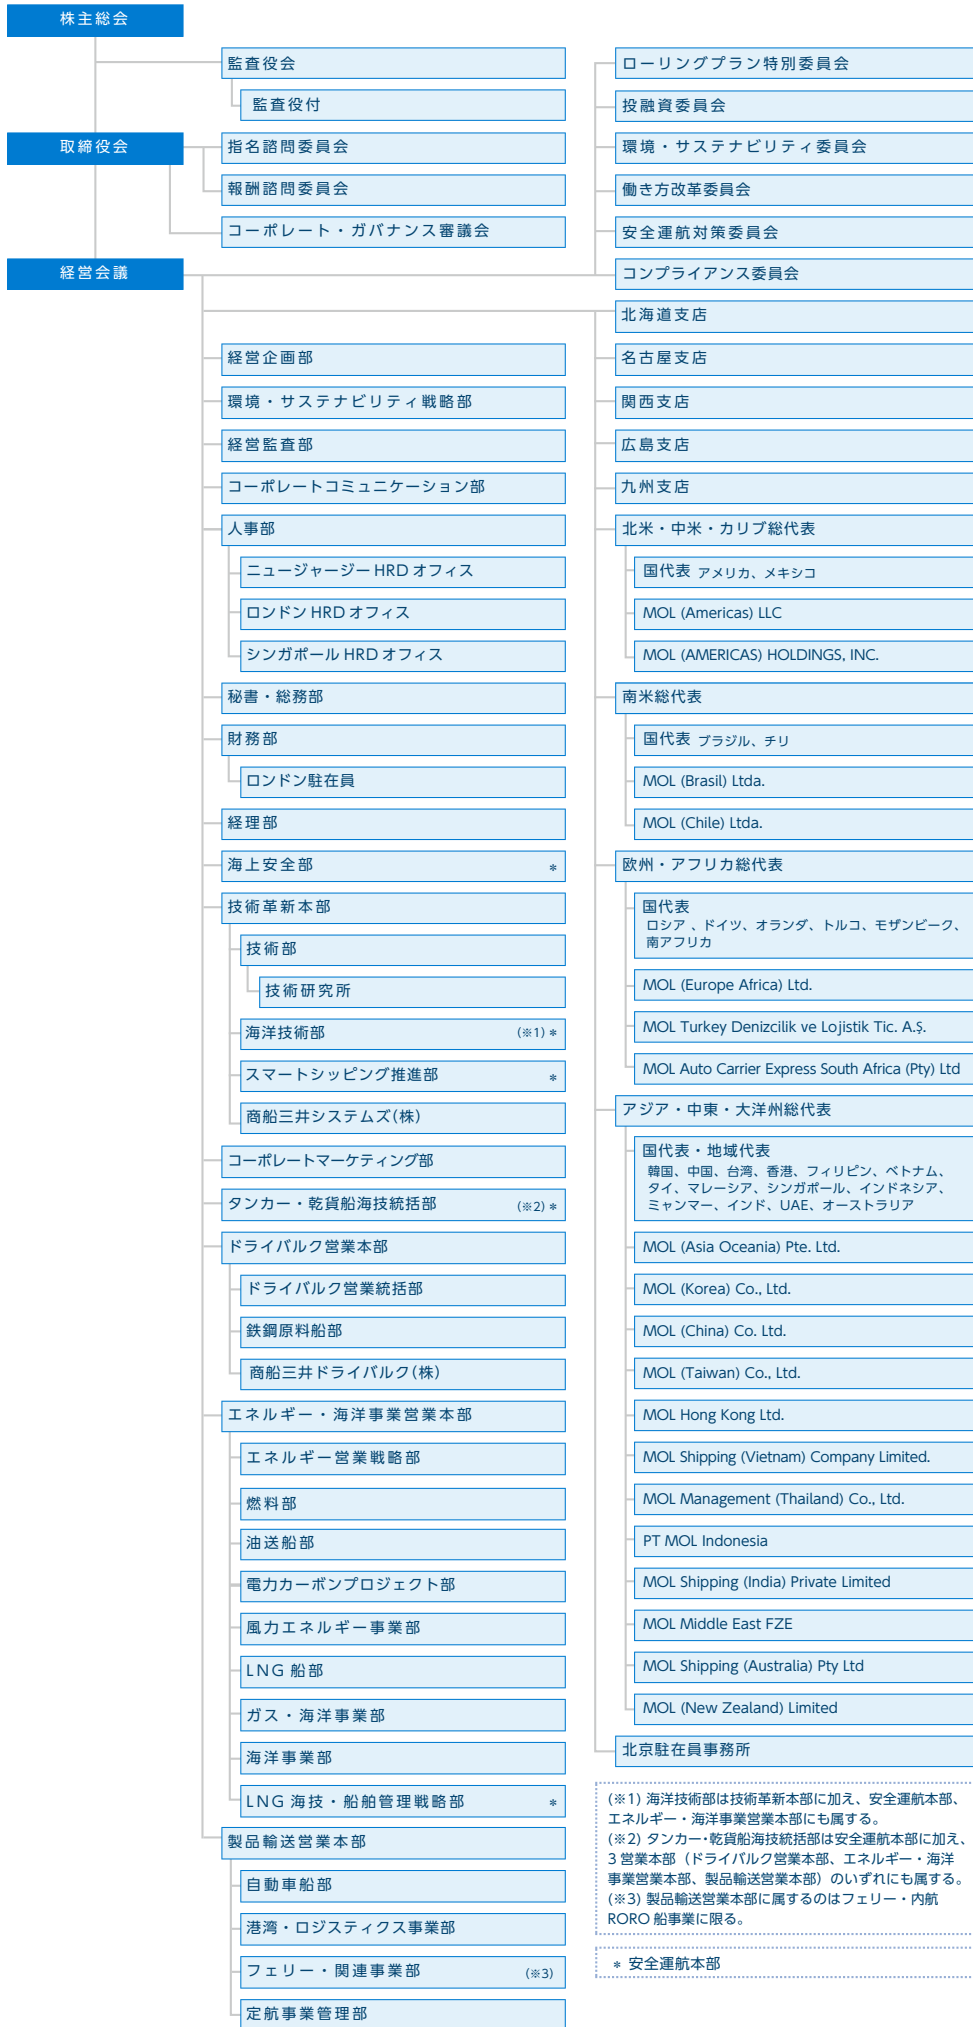 株主総会
監査役会
監査役付
取締役会
指名諮問委員会
報酬諮問委員会
コーポレート・ガバナンス審議会
経営会議
ローリングプラン特別委員会
投融資委員会
環境・サステナビリティ委員会
働き方改革委員会
安全運航対策委員会
コンプライアンス委員会
経営企画部
環境・サステナビリティ戦略部
経営監査部
コーポレートコミュニケーション部
人事部
ニュージャージー HRD オフィス
ロンドン HRD オフィス
シンガポール HRD オフィス
秘書・総務部
財務部
ロンドン駐在員
経理部
海上安全部 *
技術革新本部
技術部
技術研究所
海洋技術部 (※1) *
スマートシッピング推進部 *
商船三井システムズ(株)
コーポレートマーケティング部
タンカー・乾貨船海技統括部 (※2) *
ドライバルク営業本部
ドライバルク営業統括部
鉄鋼原料船部
商船三井ドライバルク(株)
エネルギー・海洋事業営業本部
エネルギー営業戦略部
燃料部
油送船部
電力カーボンプロジェクト部
風力エネルギー事業部
LNG 船部
ガス・海洋事業部
海洋事業部
LNG 海技・船舶管理戦略部 *
製品輸送営業本部
自動車船部
港湾・ロジスティクス事業部
フェリー・関連事業部 (※3)
定航事業管理部
北海道支店
名古屋支店
関西支店
広島支店
九州支店
北米・中米・カリブ総代表
国代表 アメリカ、メキシコ
MOL (Americas) LLC
MOL (AMERICAS) HOLDINGS, INC.
南米総代表
国代表 ブラジル、チリ
MOL (Brasil) Ltda.
MOL (Chile) Ltda.
欧州・アフリカ総代表
国代表
ロシア 、ドイツ、オランダ、トルコ、モザンビーク、
南アフリカ
MOL (Europe Africa) Ltd.
MOL Turkey Denizcilik ve Lojistik Tic. A.Ş.
MOL Auto Carrier Express South Africa (Pty) Ltd
アジア・中東・大洋州総代表
国代表・地域代表
韓国、中国、台湾、香港、フィリピン、ベトナム、
タイ、マレーシア、シンガポール、インドネシア、
ミャンマー、インド、UAE、オーストラリア
MOL (Asia Oceania) Pte. Ltd.
MOL (Korea) Co., Ltd.
MOL (China) Co. Ltd.
MOL (Taiwan) Co., Ltd.
MOL Hong Kong Ltd.
MOL Shipping (Vietnam) Company Limited.
MOL Management (Thailand) Co., Ltd.
PT MOL Indonesia
MOL Shipping (India) Private Limited
MOL Middle East FZE
MOL Shipping (Australia) Pty Ltd
MOL (New Zealand) Limited
北京駐在員事務所
(※1) 海洋技術部は技術革新本部に加え、安全運航本部、
エネルギー・海洋事業営業本部にも属する。
(※2) タンカー・乾貨船海技統括部は安全運航本部に加え、
3 営業本部（ドライバルク営業本部、エネルギー・海洋
事業営業本部、製品輸送営業本部）のいずれにも属する。
(※3) 製品輸送営業本部に属するのはフェリー・内航
RORO 船事業に限る。
* 安全運航本部